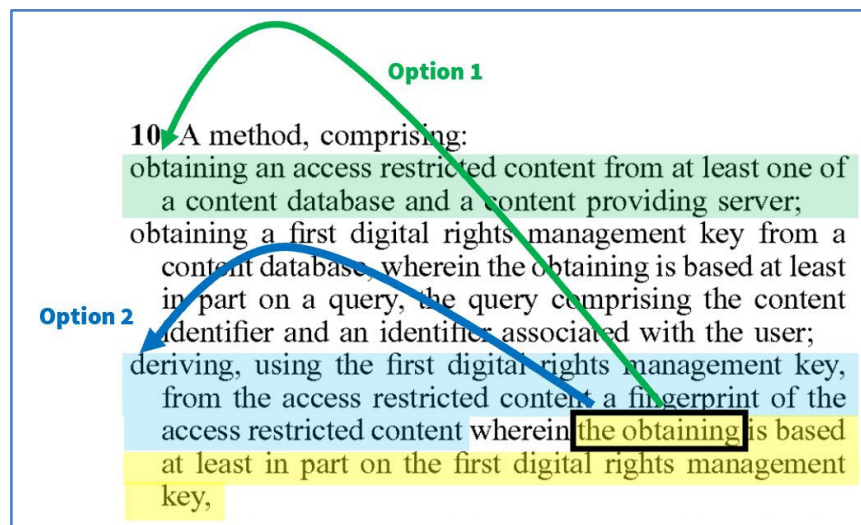 Option 1
10. A method, comprising:
obtaining an access restricted content from at least one of
a content database and a content providing server;
obtaining a first digital rights management key from a
content database, wherein the obtaining is based at least
in part on a query, the query comprising the content
Option 2
identifier and an identifier associated with the user;
deriving, using the first digital rights management key,
from the access restricted content a fingerprint of the
access restricted content wherein the obtaining is based
at least in part on the first digital rights management
key,